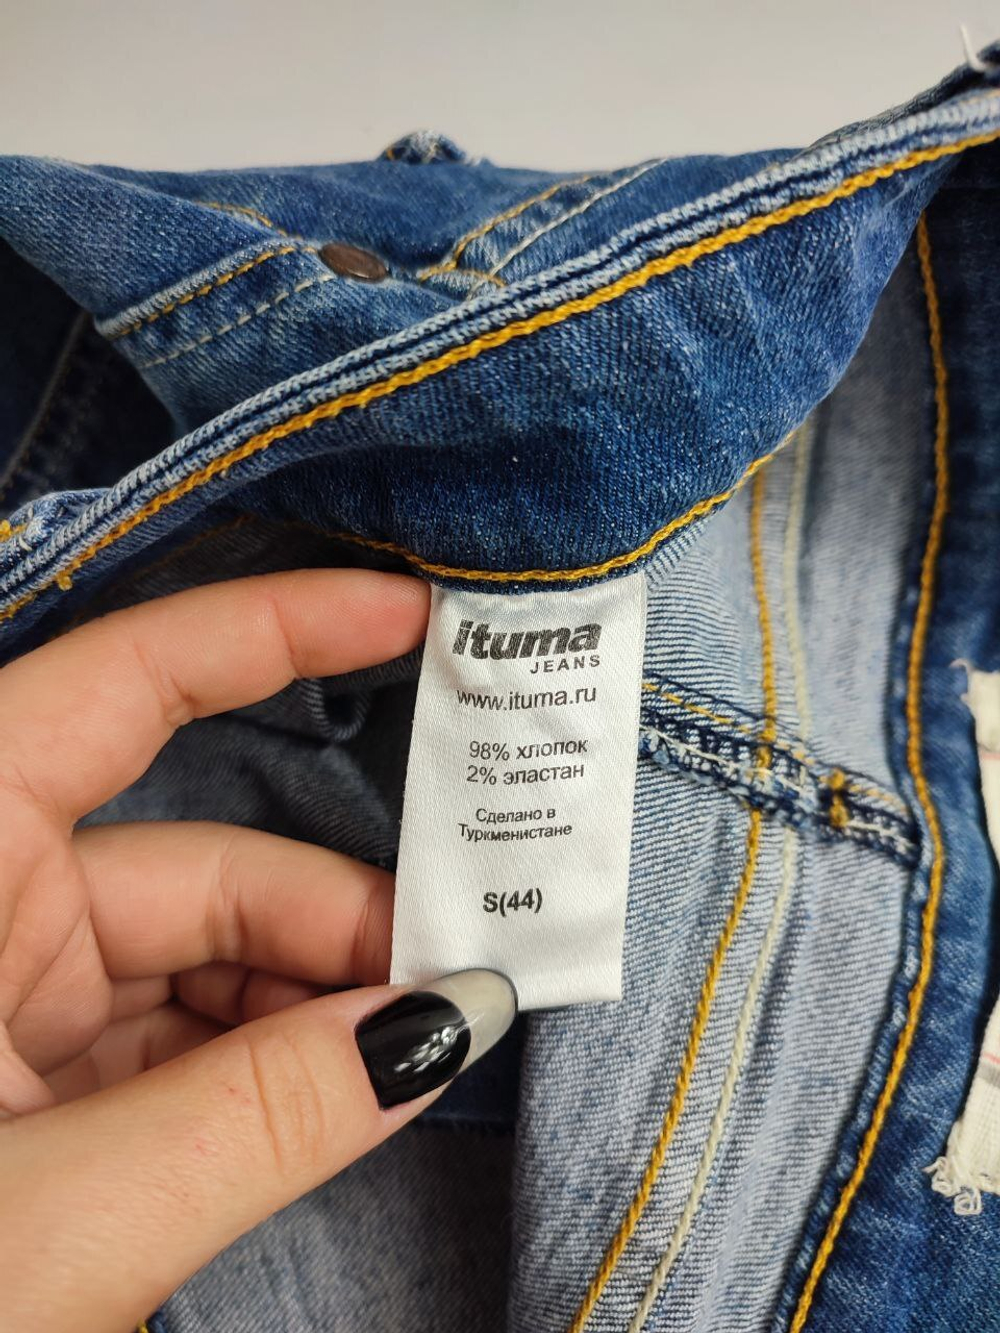 ituma
JEANS
www.ituma.ru
98% хлопок
2% эластан
Сделано в
Туркменистане
S(44)